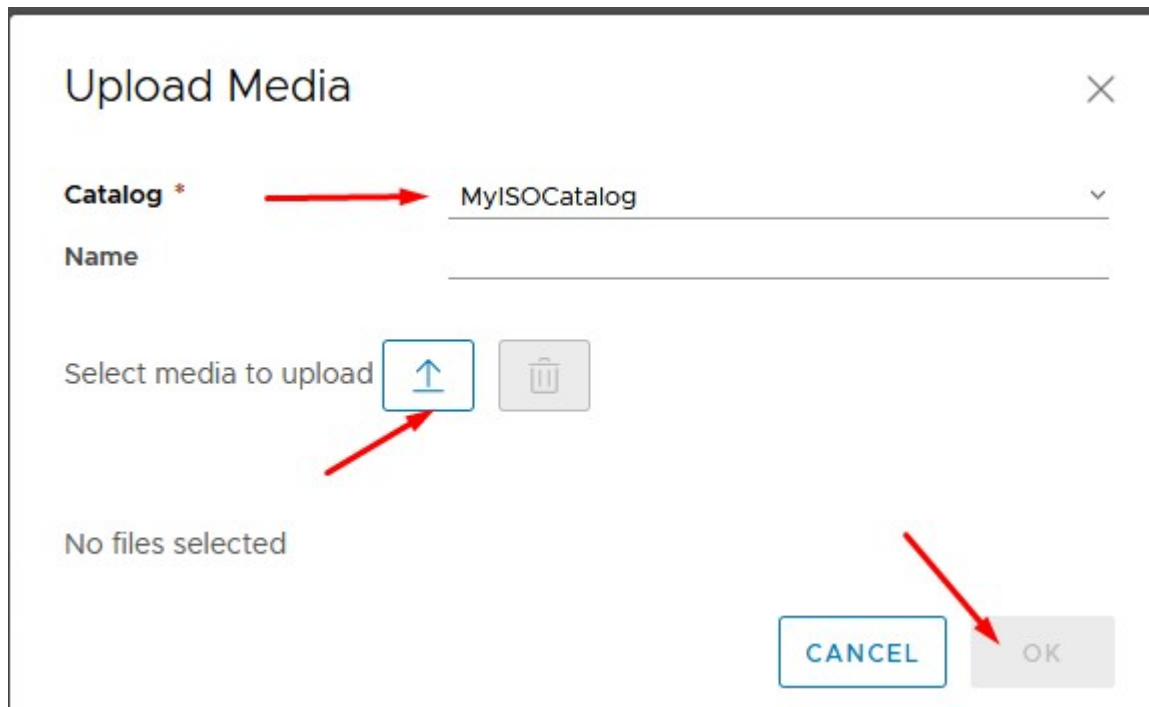 Upload Media
Catalog * MyISOCatalog
Name
Select media to upload
No files selected
CANCEL OK